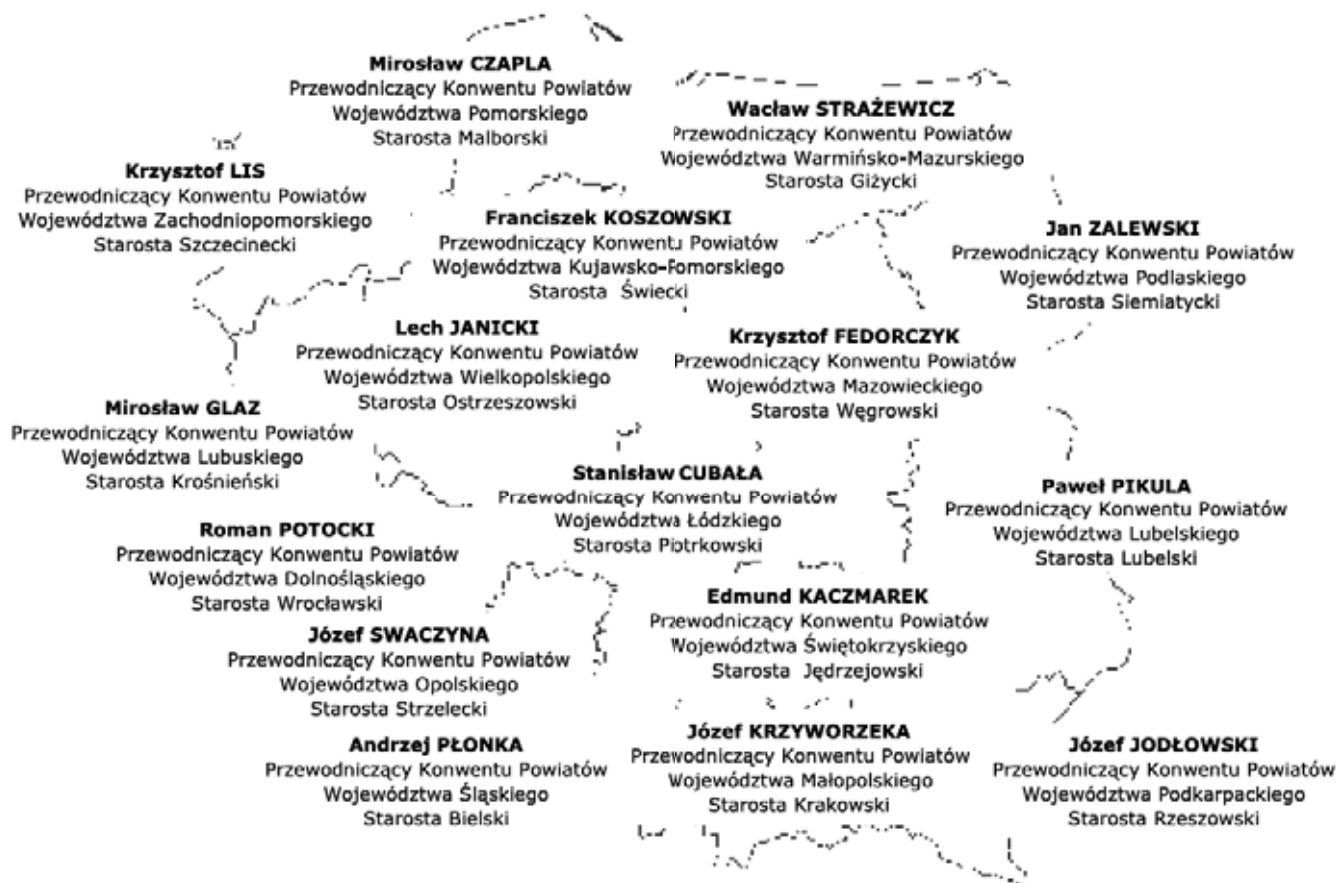 Mirosław CZAPLA
Przewodniczący Konwentu Powiatów
Województwa Pomorskiego
Starosta Malborski
Wacław STRAŻEWICZ
Przewodniczący Konwentu Powiatów
Województwa Warmińsko-Mazurskiego
Starosta Giżycki
Krzysztof LIS
Przewodniczący Konwentu Powiatów
Województwa Zachodniopomorskiego
Starosta Szczecinecki
Franciszek KOSZOWSKI
Przewodniczący Konwentu Powiatów
Województwa Kujawsko-Pomorskiego
Starosta Świecki
Jan ZALEWSKI
Przewodniczący Konwentu Powiatów
Województwa Podlaskiego
Starosta Siemiatycki
Lech JANICKI
Przewodniczący Konwentu Powiatów
Województwa Wielkopolskiego
Starosta Ostrzeszowski
Krzysztof FEDORCZYK
Przewodniczący Konwentu Powiatów
Województwa Mazowieckiego
Starosta Węgrowski
Mirosław GLAZ
Przewodniczący Konwentu Powiatów
Województwa Lubuskiego
Starosta Krośnieński
Stanisław CUBAŁA
Przewodniczący Konwentu Powiatów
Województwa Łódzkiego
Starosta Piotrkowski
Paweł PIKULA
Przewodniczący Konwentu Powiatów
Województwa Lubelskiego
Starosta Lubelski
Roman POTOCKI
Przewodniczący Konwentu Powiatów
Województwa Dolnośląskiego
Starosta Wrocławski
Edmund KACZMAREK
Przewodniczący Konwentu Powiatów
Województwa Świętokrzyskiego
Starosta Jędrzejowski
Józef SWACZYNA
Przewodniczący Konwentu Powiatów
Województwa Opolskiego
Starosta Strzelecki
Andrzej PŁONKA
Przewodniczący Konwentu Powiatów
Województwa Śląskiego
Starosta Bielski
Józef KRZYWORZEKA
Przewodniczący Konwentu Powiatów
Województwa Małopolskiego
Starosta Krakowski
Józef JODŁOWSKI
Przewodniczący Konwentu Powiatów
Województwa Podkarpackiego
Starosta Rzeszowski